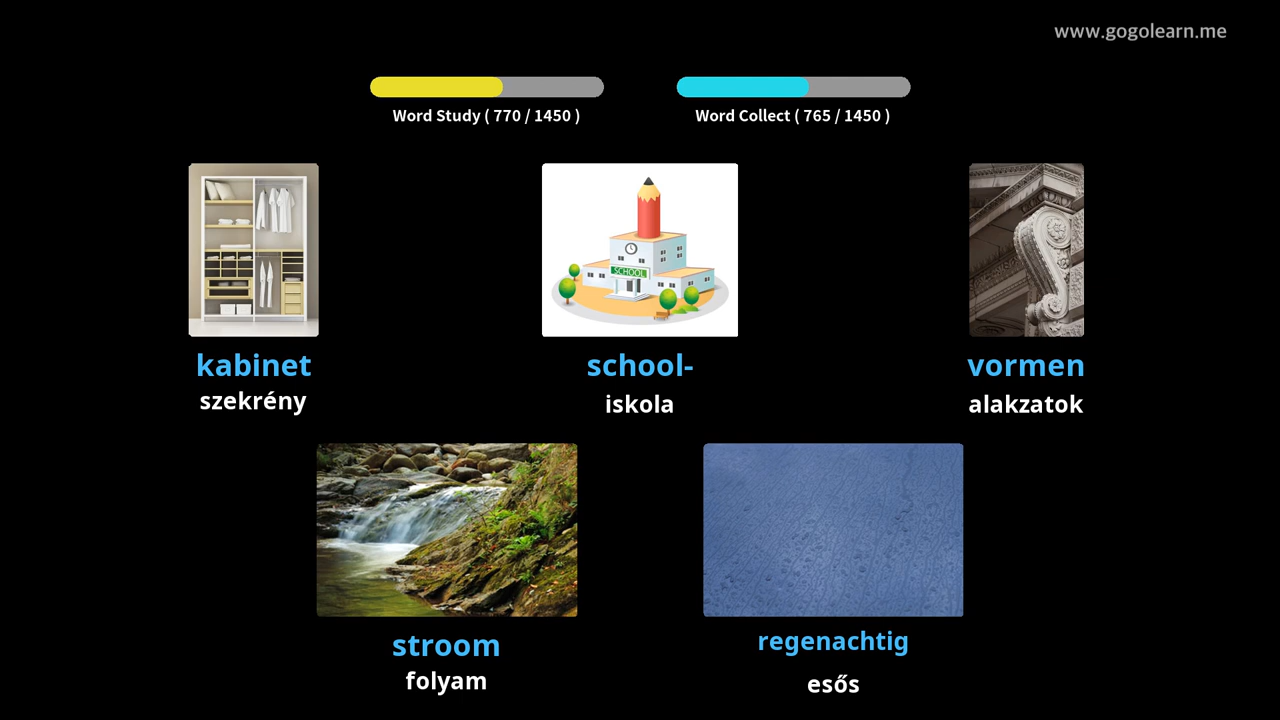 www.gogolearn.me
Word Study ( 770 / 1450 )
Word Collect ( 765 / 1450 )
SCHOOL
kabinet
szekrény
school-
iskola
vormen
alakzatok
stroom
folyam
regenachtig
esős